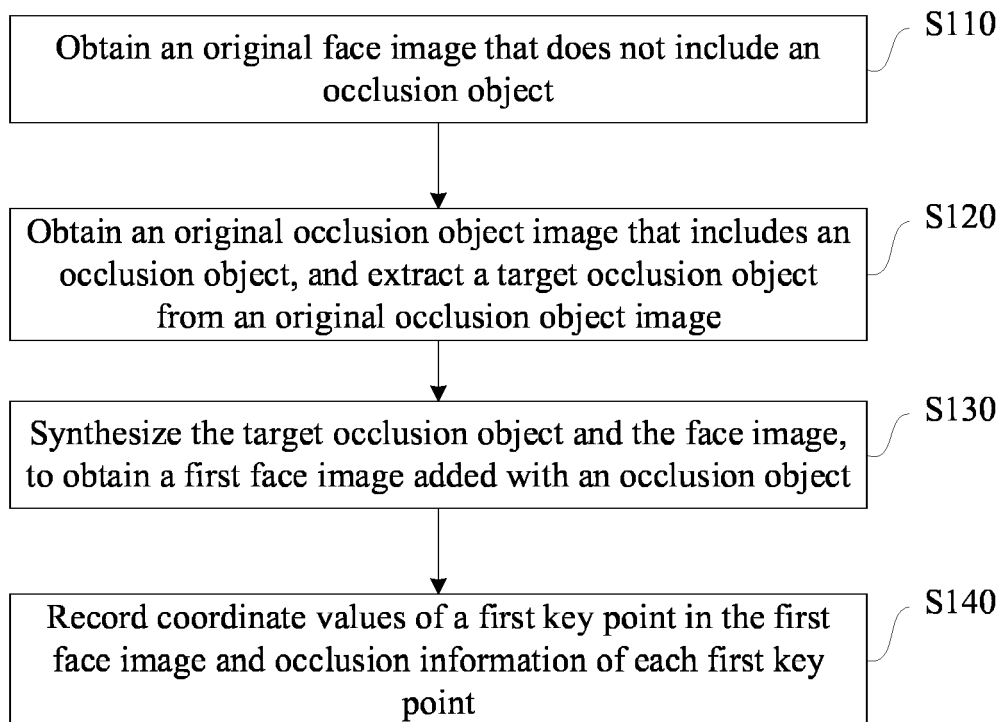 Obtain an original face image that does not include an
occlusion object
S110
Obtain an original occlusion object image that includes an
occlusion object, and extract a target occlusion object
from an original occlusion object image
S120
Synthesize the target occlusion object and the face image,
to obtain a first face image added with an occlusion object
S130
Record coordinate values of a first key point in the first
face image and occlusion information of each first key
point
S140